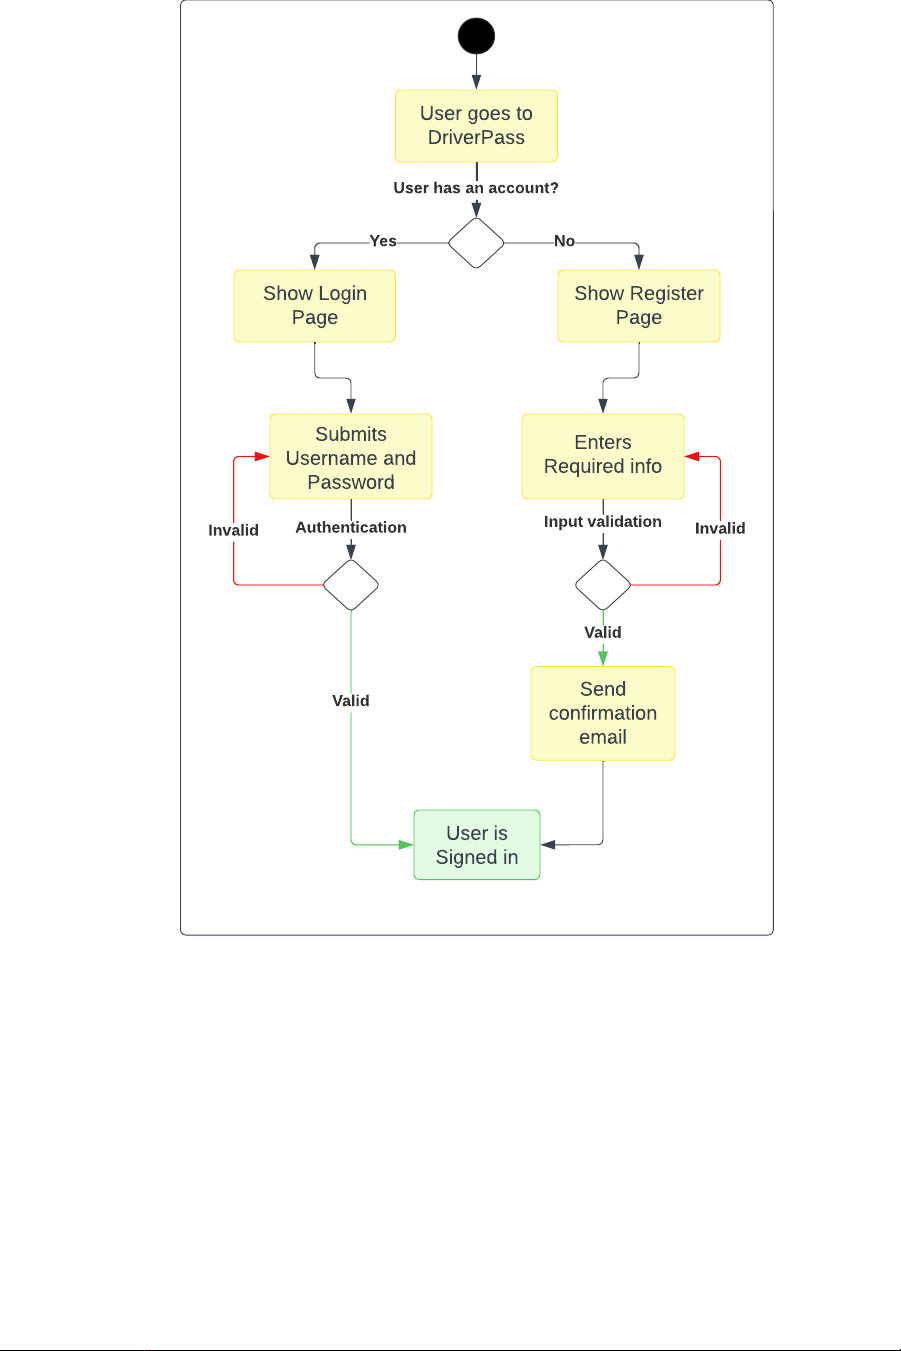 User goes to
DriverPass
User has an account?
Yes
No
Show Login
Page
Show Register
Page
Submits
Username and
Password
Enters
Required info
Invalid
Authentication
Input validation
Invalid
Valid
Valid
Send
confirmation
email
User is
Signed in